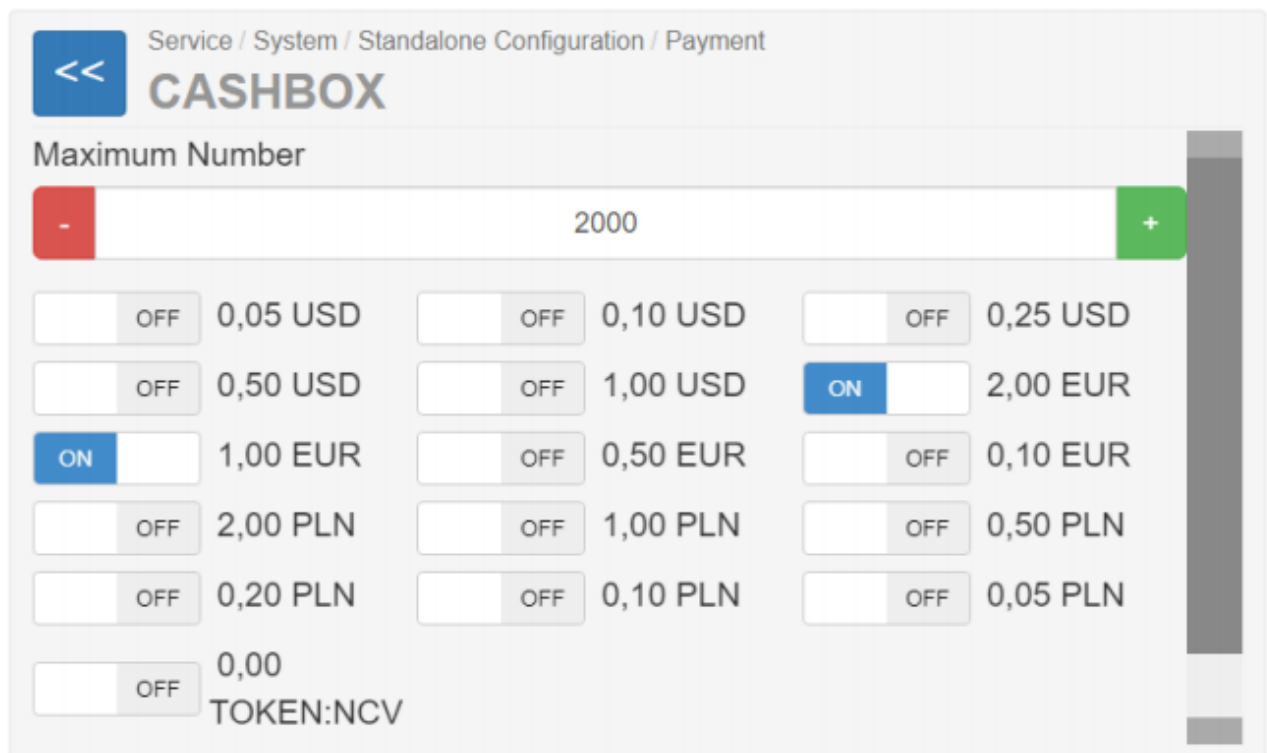 << Service / System / Standalone Configuration / Payment
CASHBOX
Maximum Number
- 2000 +
OFF 0,05 USD OFF 0,10 USD OFF 0,25 USD
OFF 0,50 USD OFF 1,00 USD ON 2,00 EUR
ON 1,00 EUR OFF 0,50 EUR OFF 0,10 EUR
OFF 2,00 PLN OFF 1,00 PLN OFF 0,50 PLN
OFF 0,20 PLN OFF 0,10 PLN OFF 0,05 PLN
OFF 0,00
TOKEN:NCV